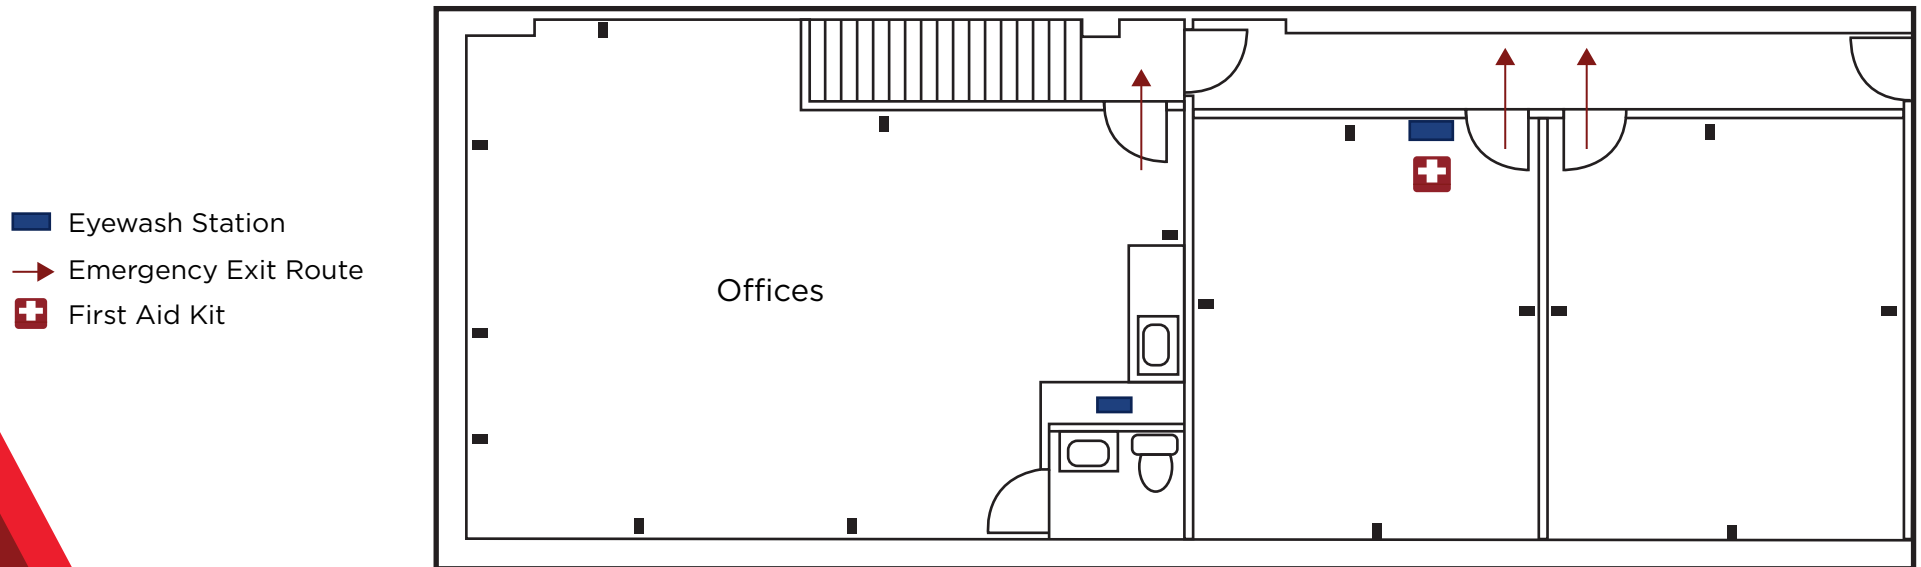 Eyewash Station
Emergency Exit Route
First Aid Kit
Offices